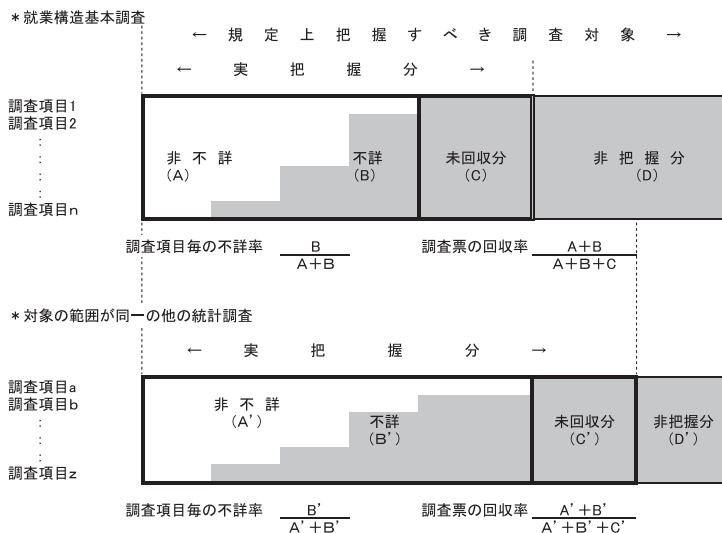 ＊就業構造基本調査
← 規定上把握すべき調査対象 →
← 実把握分 →
調査項目1
調査項目2
：
：
：
：
調査項目n
非不詳
(A)
不詳
(B)
未回収分
(C)
非把握分
(D)
調査項目毎の不詳率 B
A＋B
調査票の回収率 A＋B
A＋B＋C
＊対象の範囲が同一の他の統計調査
← 実把握分 →
調査項目a
調査項目b
：
：
：
調査項目z
非不詳
(A')
不詳
(B')
未回収分
(C')
非把握分
(D')
調査項目毎の不詳率 B'
A'＋B'
調査票の回収率 A'＋B'
A'＋B'＋C'